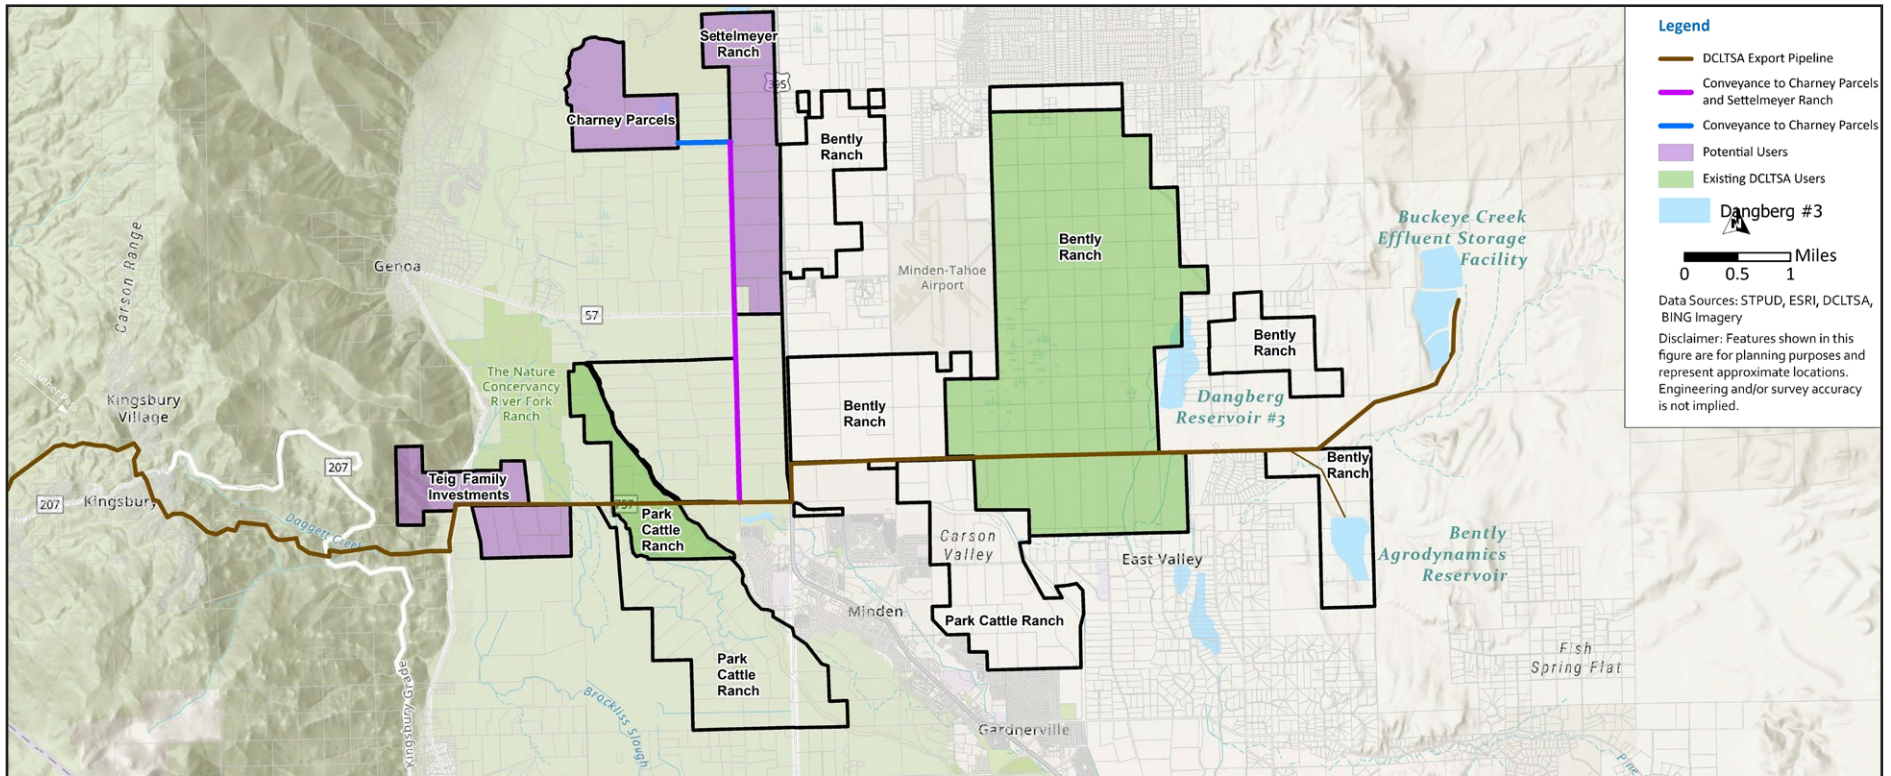 Settelmeyer
Ranch
395
Charney Parcels
Bently
Ranch
Bently
Ranch
Buckeye Creek
Effluent Storage
Facility
Carson Range
Genoa
Minden-Tahoe
Airport
57
Bently
Ranch
The Nature
Concervancy
River Fork
Ranch
Kingsbury
Village
Bently
Ranch
Dangberg
Reservoir #3
207
Teig Family
Investments
Bently
Ranch
207
Kingsbury
757
Park
Cattle
Ranch
Daggett Creek
Carson
Valley
East Valley
Bently
Agrodynamics
Reservoir
Minden
Park Cattle Ranch
Park
Cattle
Ranch
Fish
Spring Flat
Kingsbury Grade
Brockliss Slough
Gardnerville
Pine
Legend
DCLTSA Export Pipeline
Conveyance to Charney Parcels
and Settelmeyer Ranch
Conveyance to Charney Parcels
Potential Users
Existing DCLTSA Users
Dangberg #3
N
Miles
0 0.5 1
Data Sources: STPUD, ESRI, DCLTSA,
BING Imagery
Disclaimer: Features shown in this
figure are for planning purposes and
represent approximate locations.
Engineering and/or survey accuracy
is not implied.